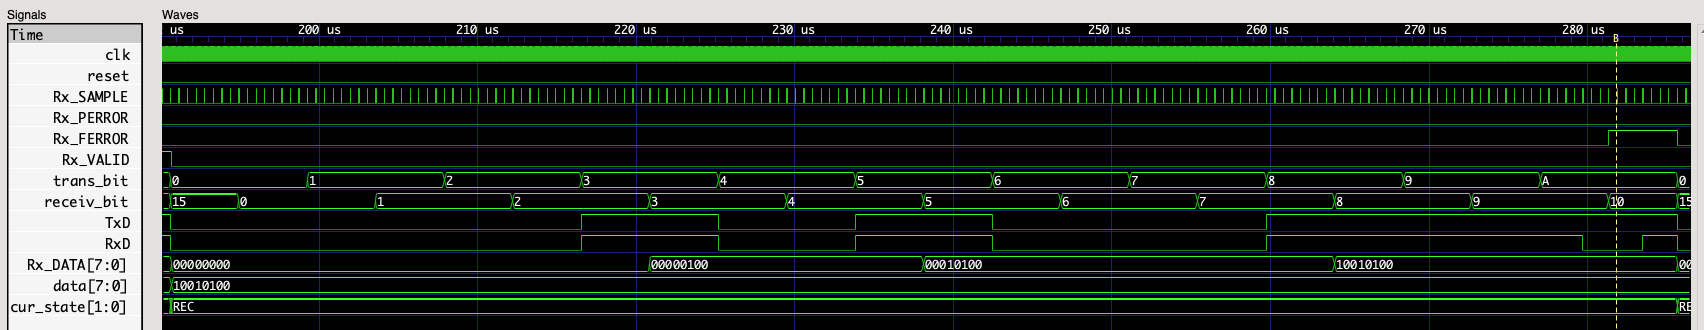 Signals Waves
Time us 200 us 210 us 220 us 230 us 240 us 250 us 260 us 270 us 280 us
B
clk
reset
Rx_SAMPLE
Rx_PERROR
Rx_FERROR
Rx_VALID
trans_bit 0 1 2 3 4 5 6 7 8 9 A 0
receiv_bit 15 0 1 2 3 4 5 6 7 8 9 10 15
TxD
RxD
Rx_DATA[7:0] 00000000 00000100 00010100 10010100 00
data[7:0] 10010100
cur_state[1:0] REC RE